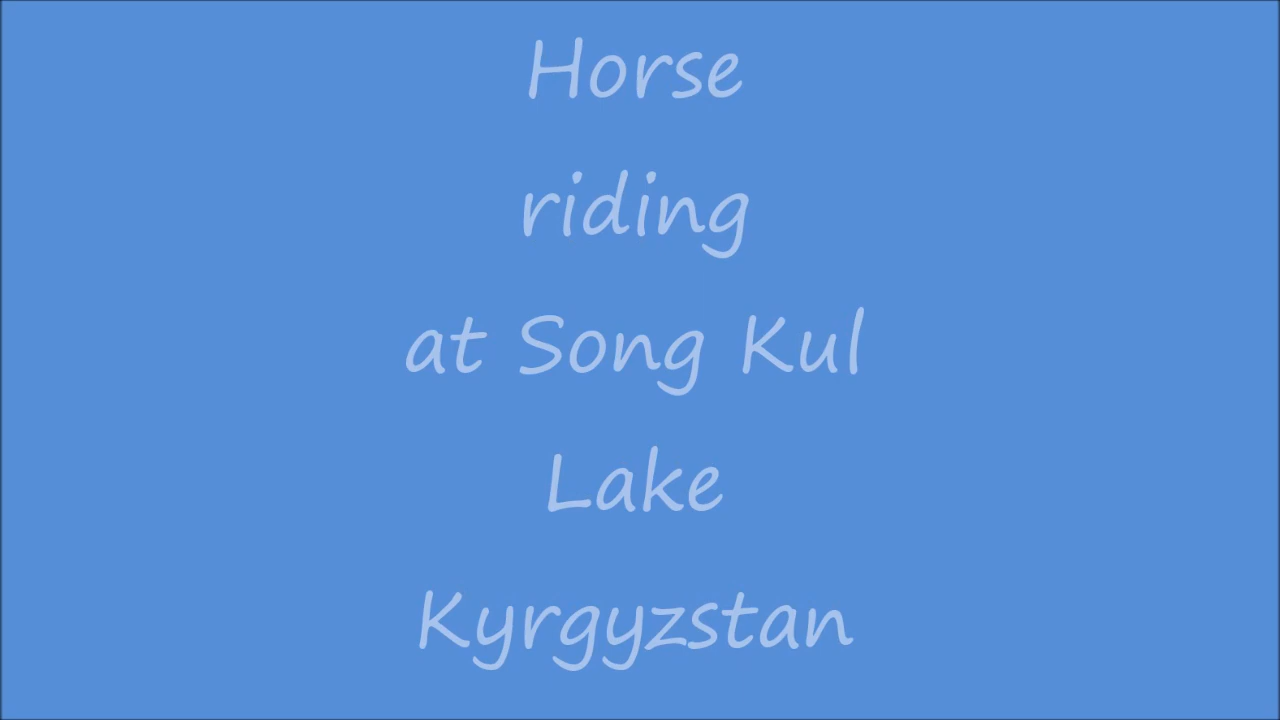 Horse
riding
at Song Kul
Lake
Kyrgyzstan